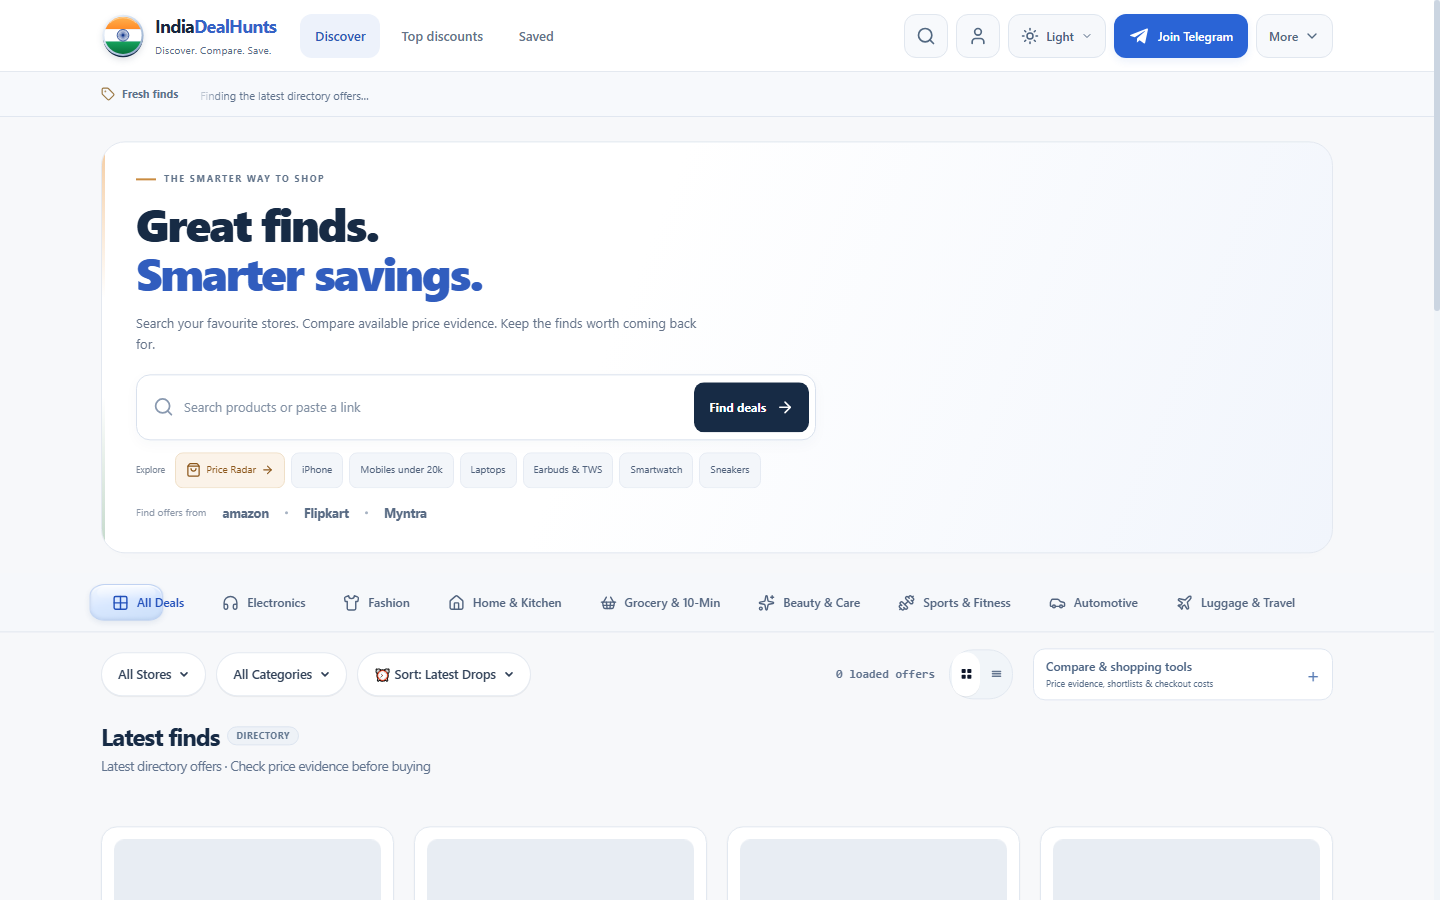 IndiaDealHunts
Discover. Compare. Save.
Discover
Top discounts
Saved
Light
Join Telegram
More
Fresh finds
Finding the latest directory offers...
THE SMARTER WAY TO SHOP
Great finds.
Smarter savings.
Search your favourite stores. Compare available price evidence. Keep the finds worth coming back
for.
Search products or paste a link
Find deals
Explore
Price Radar
iPhone
Mobiles under 20k
Laptops
Earbuds & TWS
Smartwatch
Sneakers
Find offers from
amazon
•
Flipkart
•
Myntra
All Deals
Electronics
Fashion
Home & Kitchen
Grocery & 10-Min
Beauty & Care
Sports & Fitness
Automotive
Luggage & Travel
All Stores
All Categories
⏰ Sort: Latest Drops
0 loaded offers
Compare & shopping tools
Price evidence, shortlists & checkout costs
+
Latest finds
DIRECTORY
Latest directory offers · Check price evidence before buying